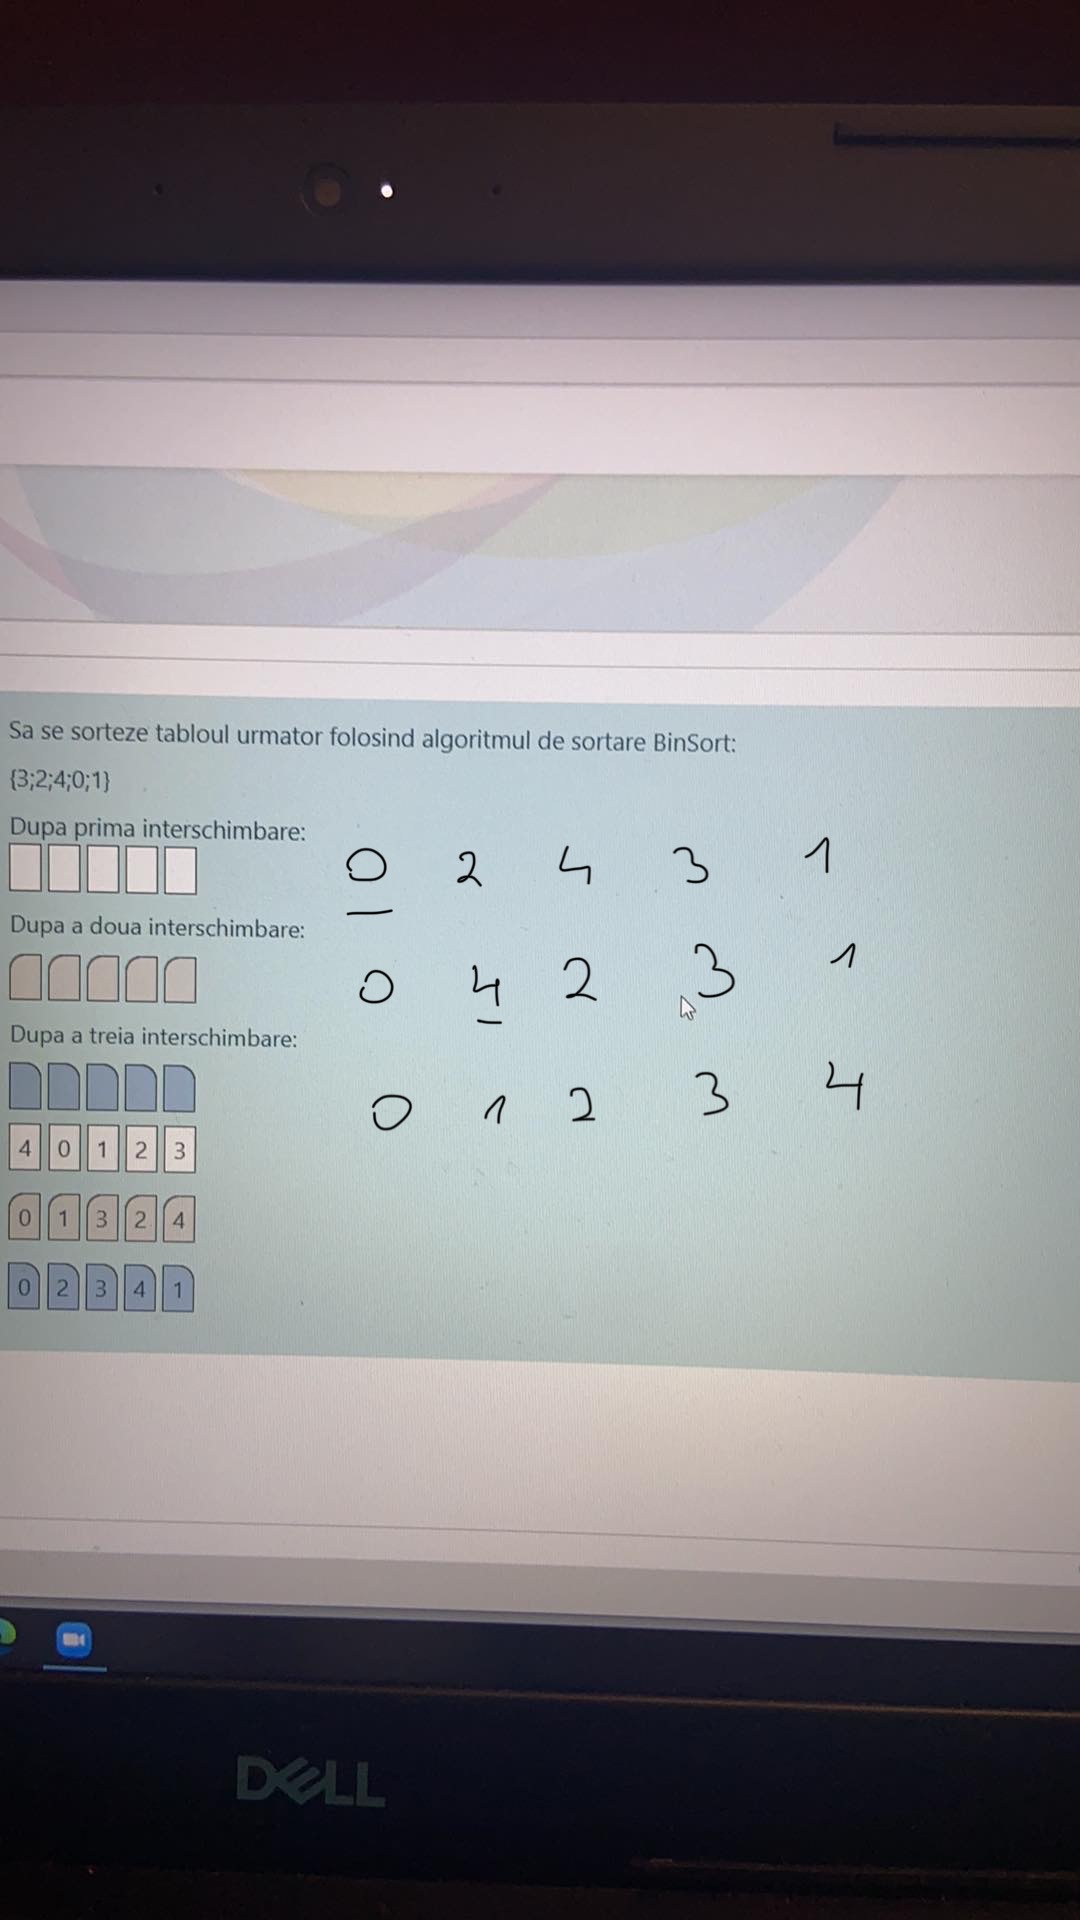 Sa se sorteze tabloul urmator folosind algoritmul de sortare BinSort:
{3;2;4;0;1}
Dupa prima interschimbare:
0 2 4 3 1
Dupa a doua interschimbare:
0 4 2 3 1
Dupa a treia interschimbare:
0 1 2 3 4
4 0 1 2 3
0 1 3 2 4
0 2 3 4 1
DELL